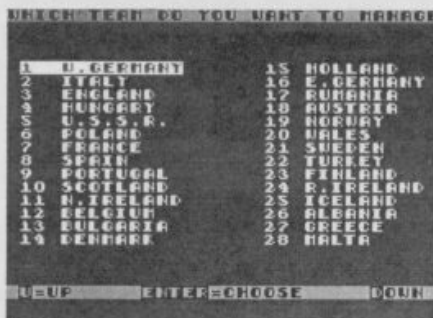 WHICH TEAM DO YOU WANT TO MANAGE
1 W.GERMANY
2 ITALY
3 ENGLAND
4 HUNGARY
5 U.S.S.R.
6 POLAND
7 FRANCE
8 SPAIN
9 PORTUGAL
10 SCOTLAND
11 N.IRELAND
12 BELGIUM
13 BULGARIA
14 DENMARK
15 HOLLAND
16 E.GERMANY
17 RUMANIA
18 AUSTRIA
19 NORWAY
20 WALES
21 SWEDEN
22 TURKEY
23 FINLAND
24 R.IRELAND
25 ICELAND
26 ALBANIA
27 GREECE
28 MALTA
U=UP ENTER=CHOOSE DOWN